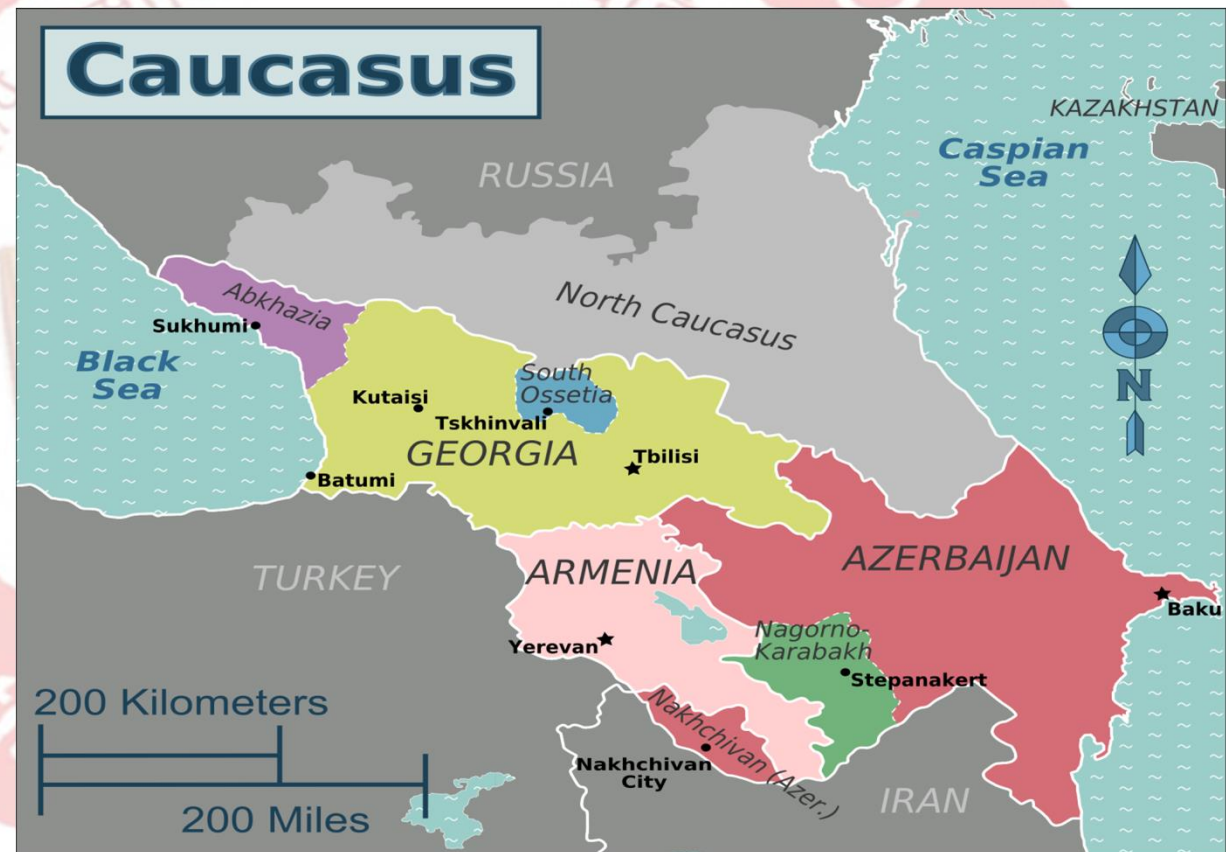 Caucasus
KAZAKHSTAN
Caspian
Sea
RUSSIA
North Caucasus
Abkhazia
Sukhumi
Black
Sea
South
Ossetia
Kutaisi
Tskhinvali
GEORGIA
Tbilisi
Batumi
N
AZERBAIJAN
ARMENIA
TURKEY
Baku
Nagorno-
Karabakh
Yerevan
Stepanakert
Nakhchivan (Azer.)
Nakhchivan
City
IRAN
200 Kilometers
200 Miles